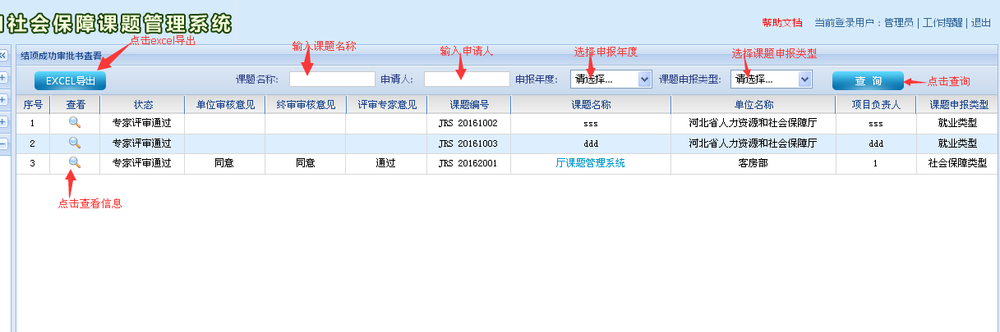 社会保障课题管理系统
帮助文档 当前登录用户：管理员 | 工作提醒 | 退出
点击excel导出 输入课题名称 输入申请人 选择申报年度 选择课题申报类型
结项成功审批书查看
EXCEL导出 课题名称: 申请人: 申报年度: 请选择... 课题申报类型: 请选择... 查 询 点击查询
序号 查看 状态 单位审核意见 终审审核意见 评审专家意见 课题编号 课题名称 单位名称 项目负责人 课题申报类型
1 专家评审通过 JRS 20161002 sss 河北省人力资源和社会保障厅 sss 就业类型
2 专家评审通过 JRS 20161003 ddd 河北省人力资源和社会保障厅 ddd 就业类型
3 专家评审通过 同意 同意 通过 JRS 20162001 厅课题管理系统 客房部 1 社会保障类型
点击查看信息